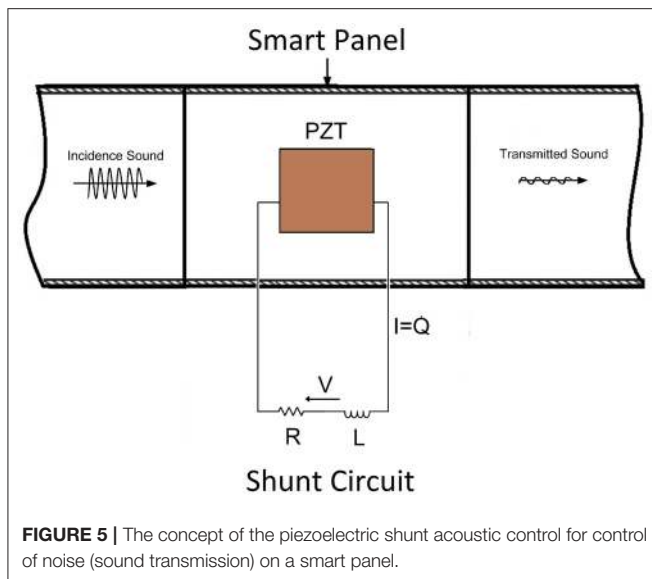 Smart Panel
PZT
Incidence Sound
Transmitted Sound
I=Q̇
V
R L
Shunt Circuit
FIGURE 5 | The concept of the piezoelectric shunt acoustic control for control
of noise (sound transmission) on a smart panel.